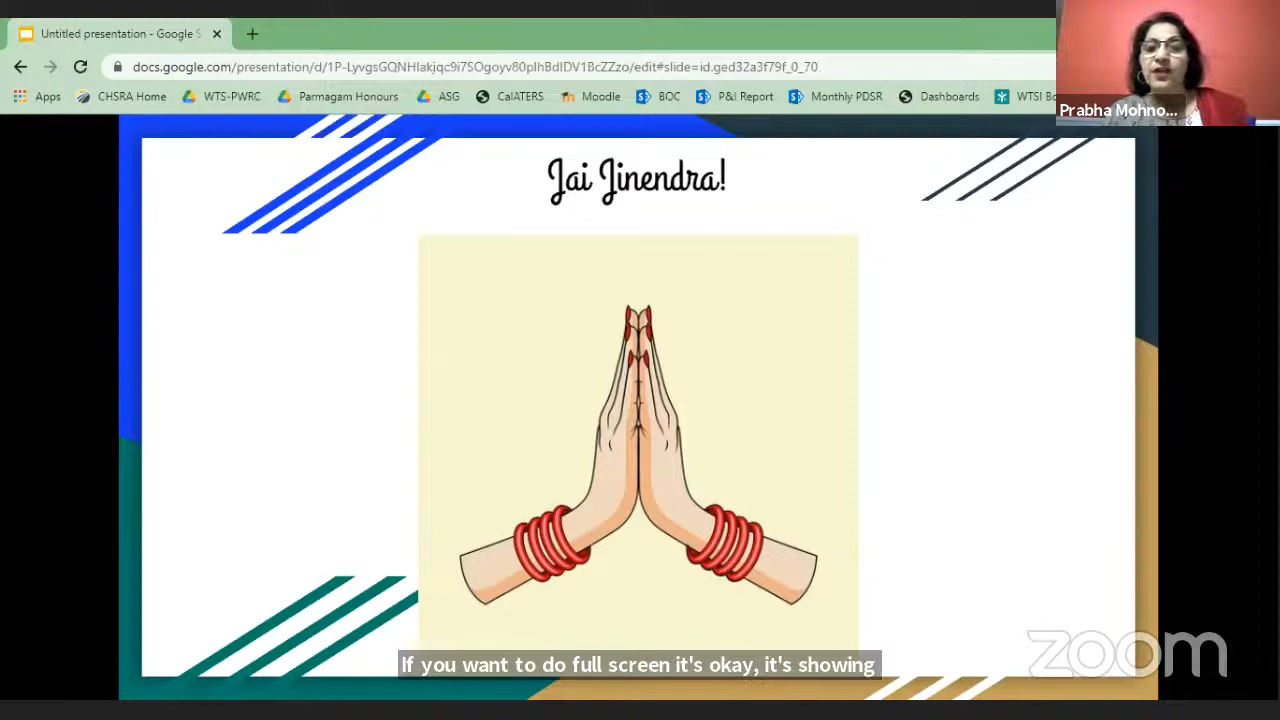 Untitled presentation - Google S
docs.google.com/presentation/d/1P-LyvgsGQNHlakjqc9i7SOgoyv80plhBdIDV1BcZZzo/edit#slide=id.ged32a3f79f_0_70
Apps CHSRA Home WTS-PWRC Parmagam Honours ASG CalATERS Moodle BOC P&I Report Monthly PDSR Dashboards WTSI Bo
Prabha Mohno...
Jai Jinendra!
If you want to do full screen it's okay, it's showing
zoom